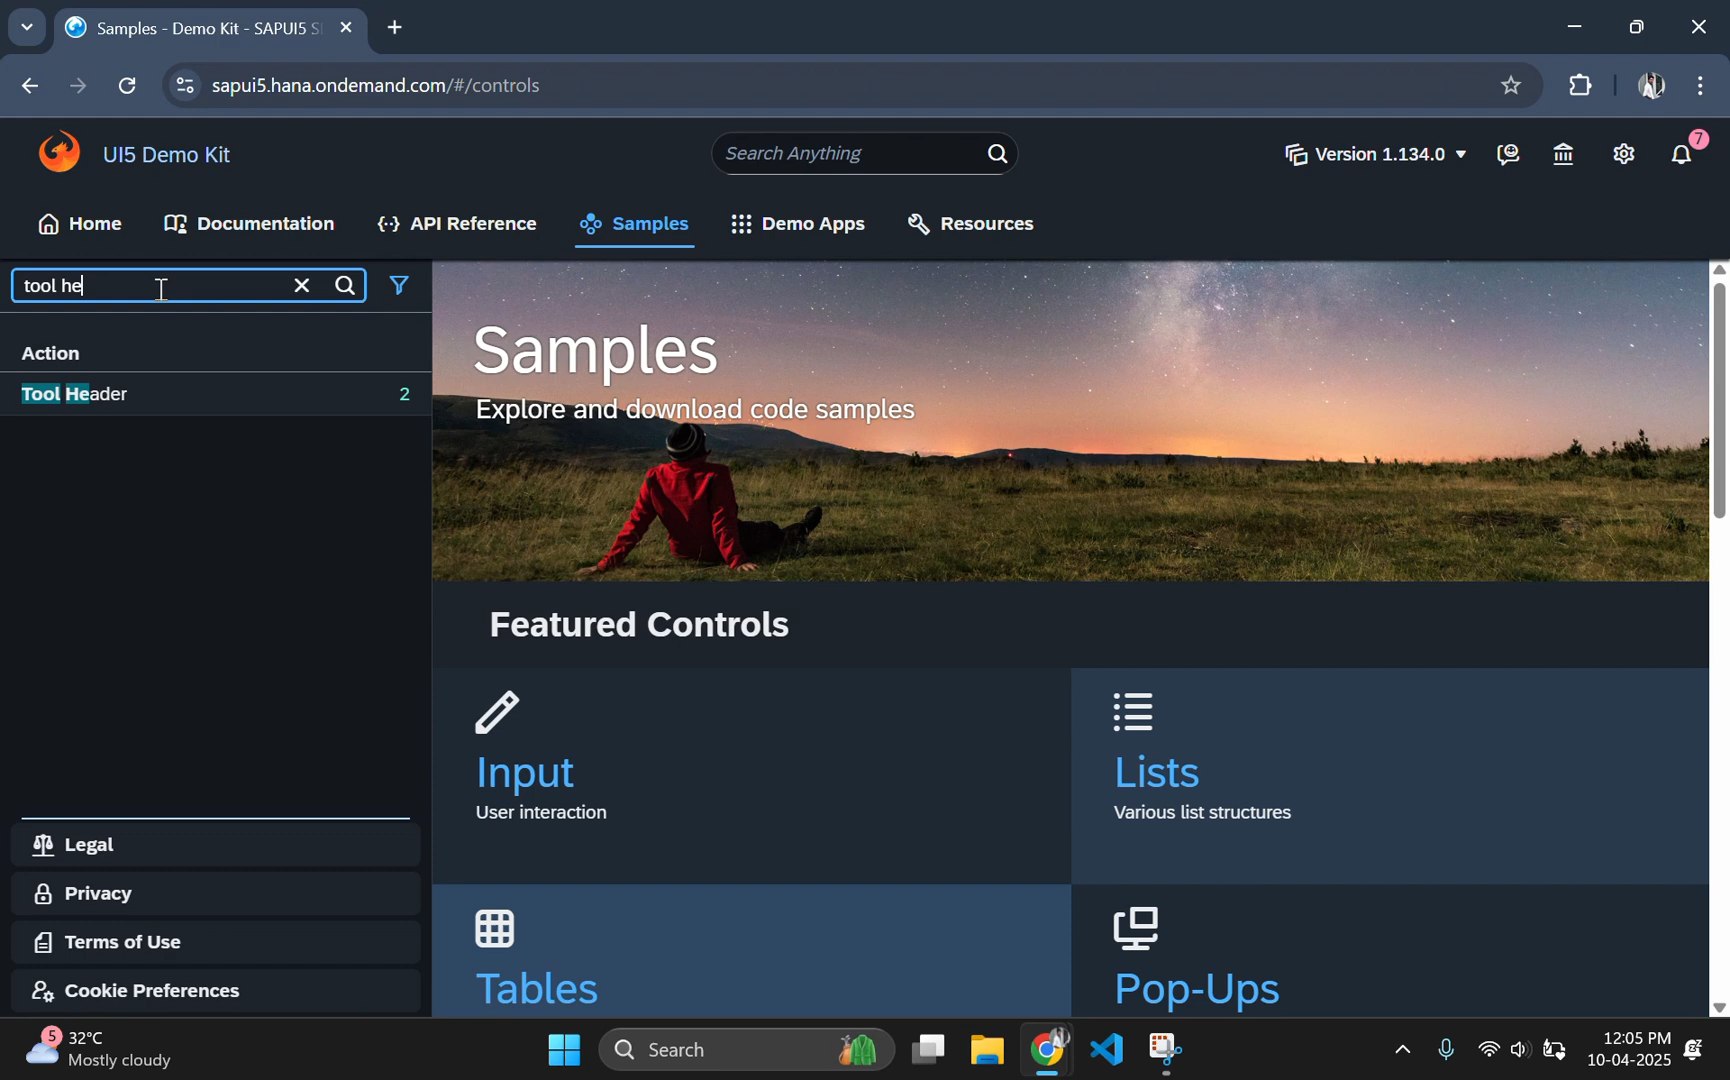 Samples - Demo Kit - SAPUI5 S
sapui5.hana.ondemand.com/#/controls
UI5 Demo Kit
Search Anything
Version 1.134.0
7
Home
Documentation
API Reference
Samples
Demo Apps
Resources
tool he
Action
Tool Header 2
Samples
Explore and download code samples
Featured Controls
Input
User interaction
Lists
Various list structures
Tables
Pop-Ups
Legal
Privacy
Terms of Use
Cookie Preferences
5
32°C
Mostly cloudy
Search
12:05 PM
10-04-2025